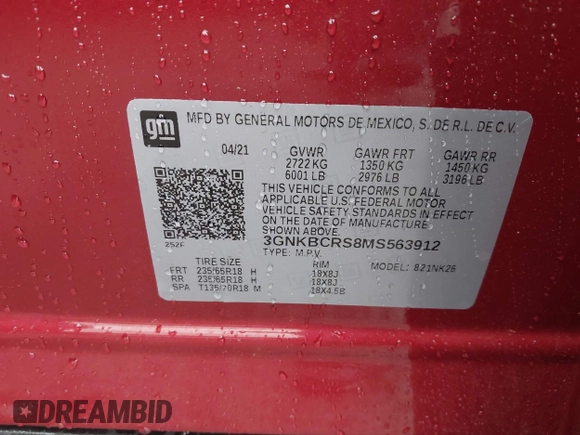 gm
MFD BY GENERAL MOTORS DE MEXICO, S. DE R.L. DE C.V.
04/21 GVWR GAWR FRT GAWR RR
2722 KG 1350 KG 1450 KG
6001 LB 2976 LB 3196 LB
THIS VEHICLE CONFORMS TO ALL
APPLICABLE U.S. FEDERAL MOTOR
VEHICLE STANDARDS IN EFFECT
ON THE DATE OF MANUFACTURE
SHOWN ABOVE
252F
3GNKBCRS8MS563912
TYPE: M.P.V. MODEL: 821NK26
TIRE SIZE RIM
FRT 235/65R18 H 18X8J
RR 235/65R18 H 18X8J
SPA T135/70R18 M 18X4.5B
DREAMBID